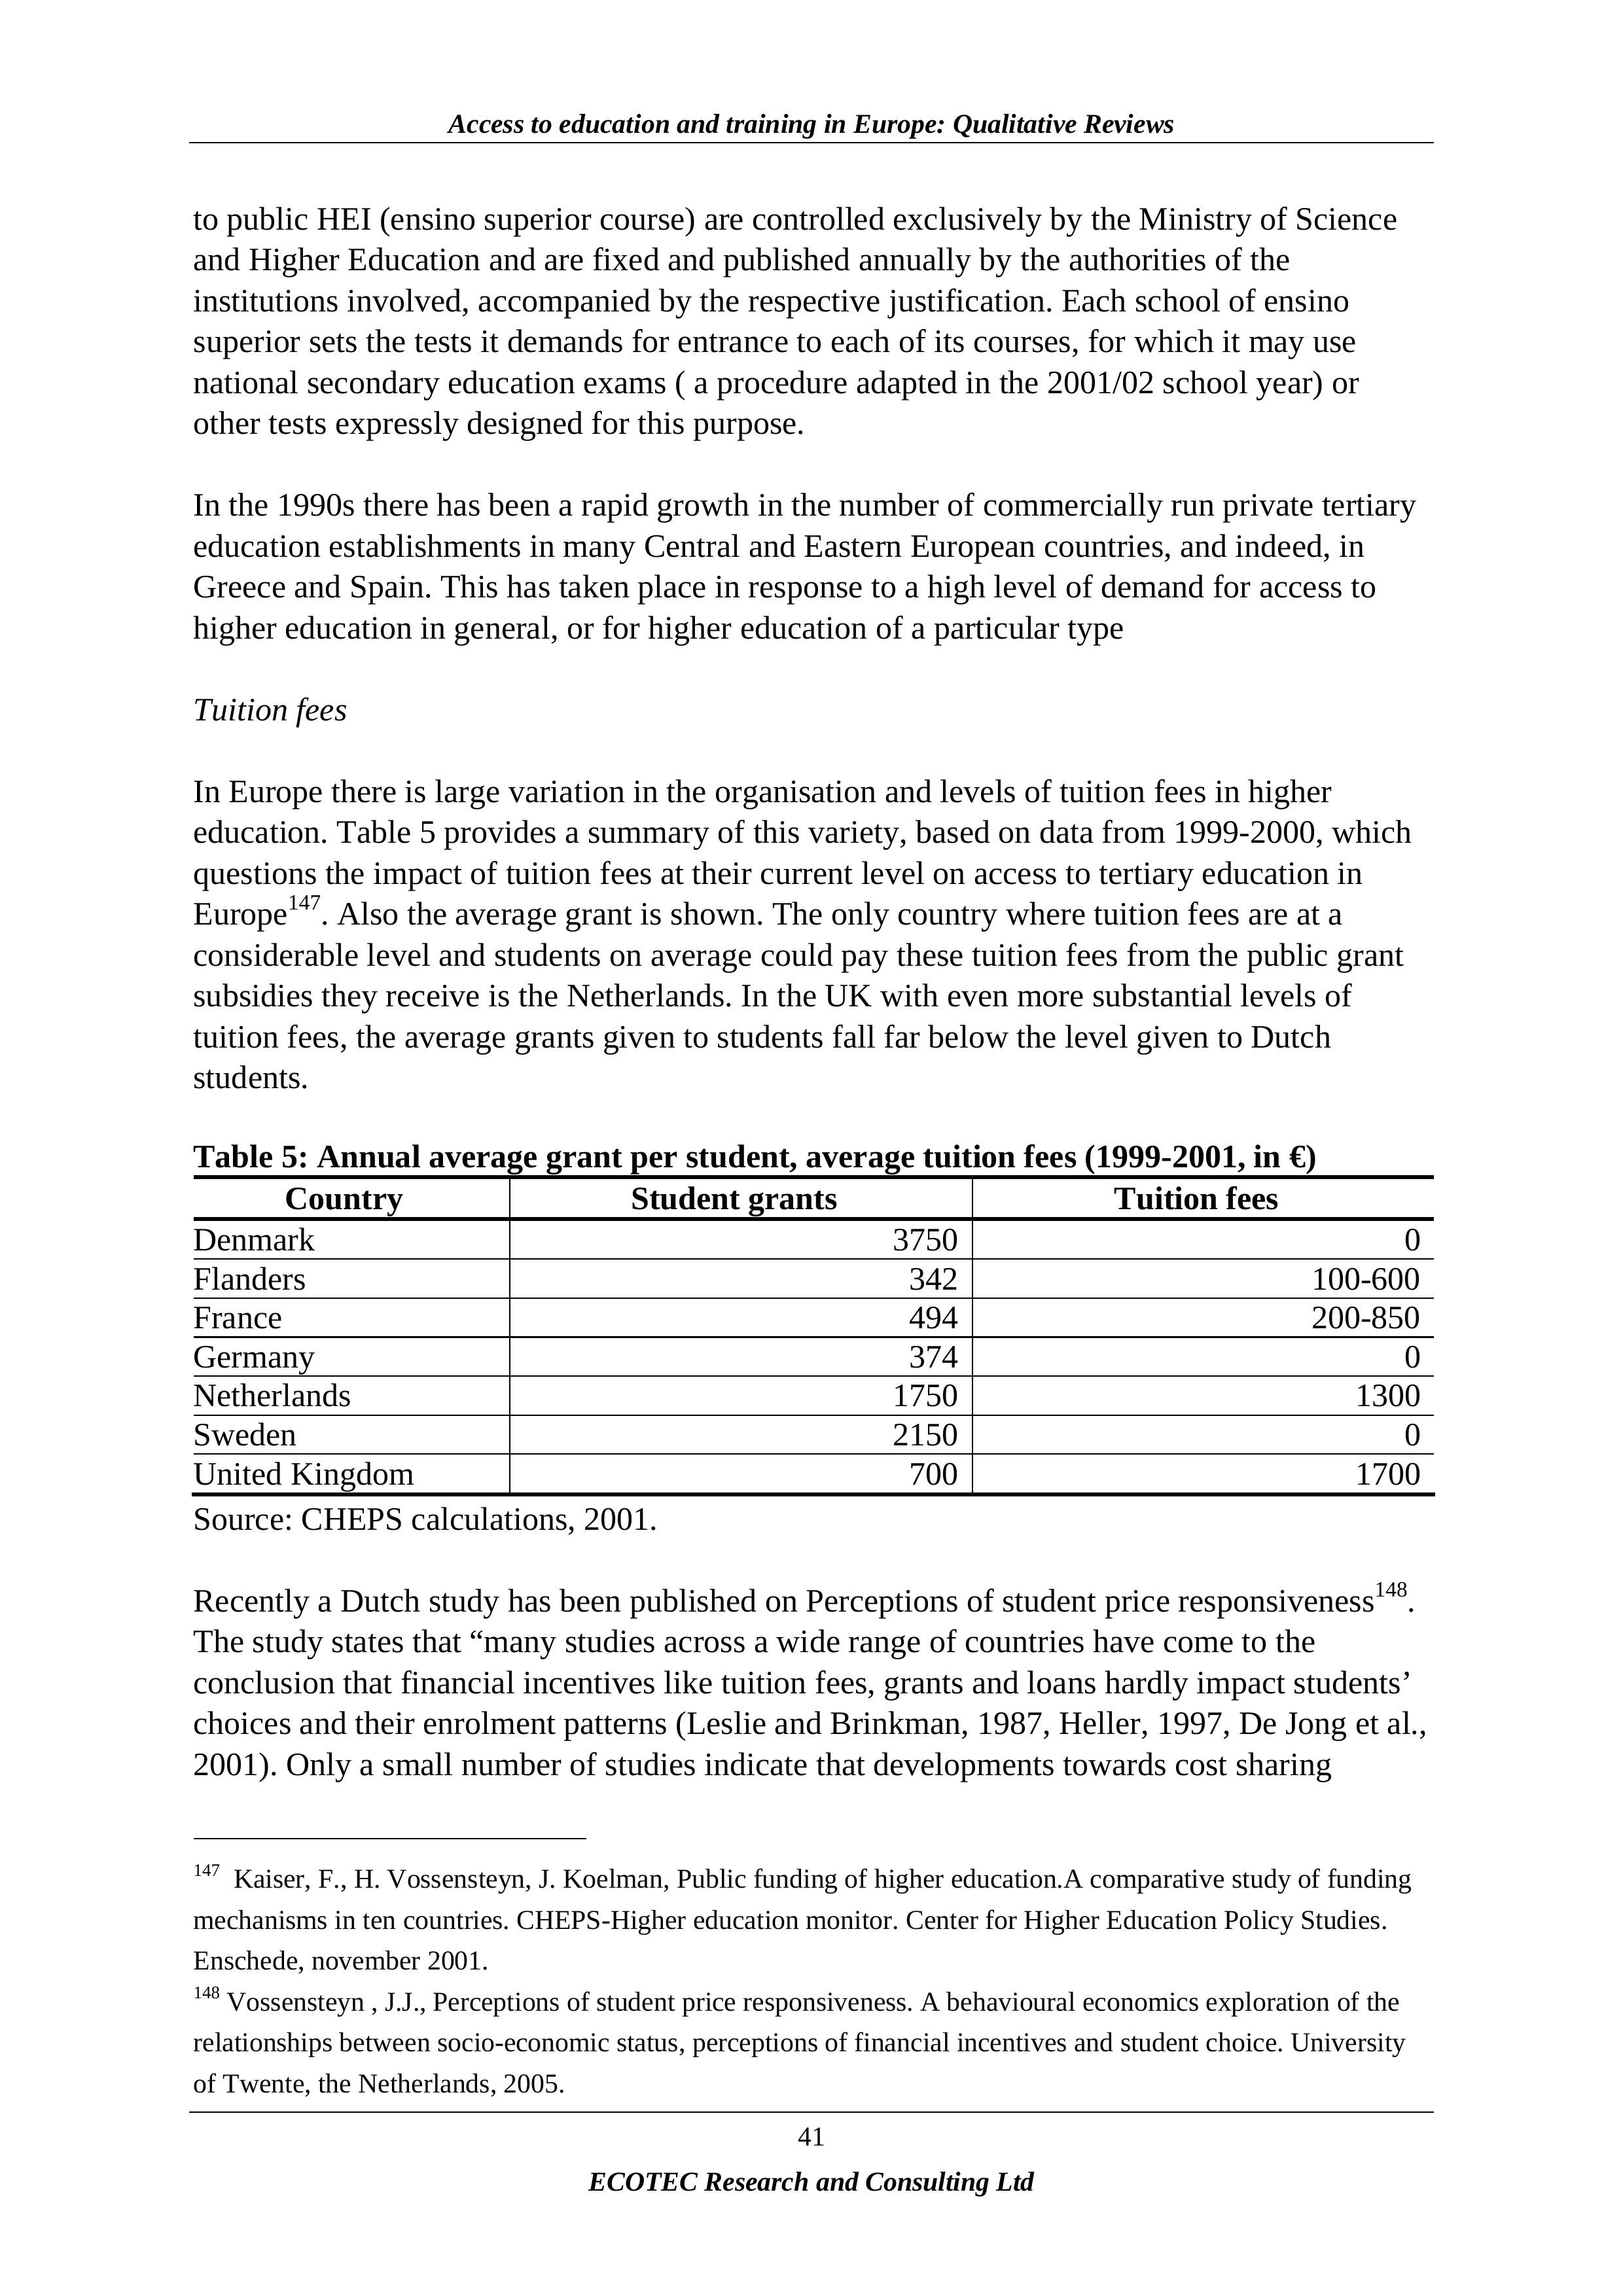 Access to education and training in Europe: Qualitative Reviews
to public HEI (ensino superior course) are controlled exclusively by the Ministry of Science
and Higher Education and are fixed and published annually by the authorities of the
institutions involved, accompanied by the respective justification. Each school of ensino
superior sets the tests it demands for entrance to each of its courses, for which it may use
national secondary education exams ( a procedure adapted in the 2001/02 school year) or
other tests expressly designed for this purpose.
In the 1990s there has been a rapid growth in the number of commercially run private tertiary
education establishments in many Central and Eastern European countries, and indeed, in
Greece and Spain. This has taken place in response to a high level of demand for access to
higher education in general, or for higher education of a particular type
Tuition fees
In Europe there is large variation in the organisation and levels of tuition fees in higher
education. Table 5 provides a summary of this variety, based on data from 1999-2000, which
questions the impact of tuition fees at their current level on access to tertiary education in
Europe147. Also the average grant is shown. The only country where tuition fees are at a
considerable level and students on average could pay these tuition fees from the public grant
subsidies they receive is the Netherlands. In the UK with even more substantial levels of
tuition fees, the average grants given to students fall far below the level given to Dutch
students.
Table 5: Annual average grant per student, average tuition fees (1999-2001, in €)
Country Student grants Tuition fees
Denmark 3750 0
Flanders 342 100-600
France 494 200-850
Germany 374 0
Netherlands 1750 1300
Sweden 2150 0
United Kingdom 700 1700
Source: CHEPS calculations, 2001.
Recently a Dutch study has been published on Perceptions of student price responsiveness148.
The study states that “many studies across a wide range of countries have come to the
conclusion that financial incentives like tuition fees, grants and loans hardly impact students’
choices and their enrolment patterns (Leslie and Brinkman, 1987, Heller, 1997, De Jong et al.,
2001). Only a small number of studies indicate that developments towards cost sharing
147 Kaiser, F., H. Vossensteyn, J. Koelman, Public funding of higher education.A comparative study of funding
mechanisms in ten countries. CHEPS-Higher education monitor. Center for Higher Education Policy Studies.
Enschede, november 2001.
148 Vossensteyn , J.J., Perceptions of student price responsiveness. A behavioural economics exploration of the
relationships between socio-economic status, perceptions of financial incentives and student choice. University
of Twente, the Netherlands, 2005.
41
ECOTEC Research and Consulting Ltd